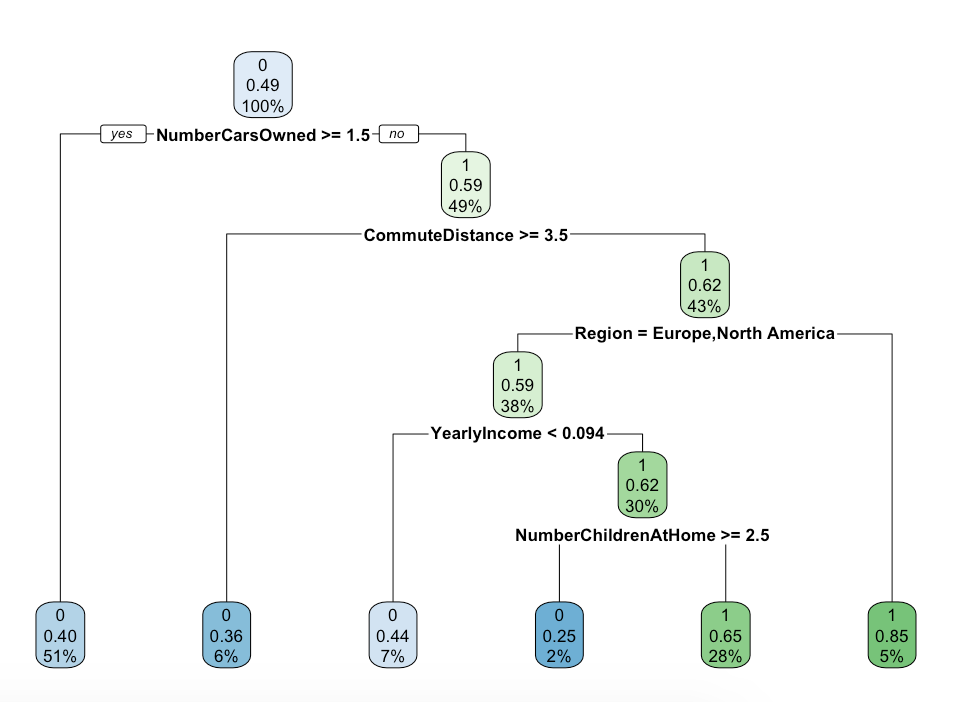 0
0.49
100%
yes NumberCarsOwned >= 1.5 no
1
0.59
49%
CommuteDistance >= 3.5
1
0.62
43%
Region = Europe,North America
1
0.59
38%
YearlyIncome < 0.094
1
0.62
30%
NumberChildrenAtHome >= 2.5
0 0 0 0 1 1
0.40 0.36 0.44 0.25 0.65 0.85
51% 6% 7% 2% 28% 5%